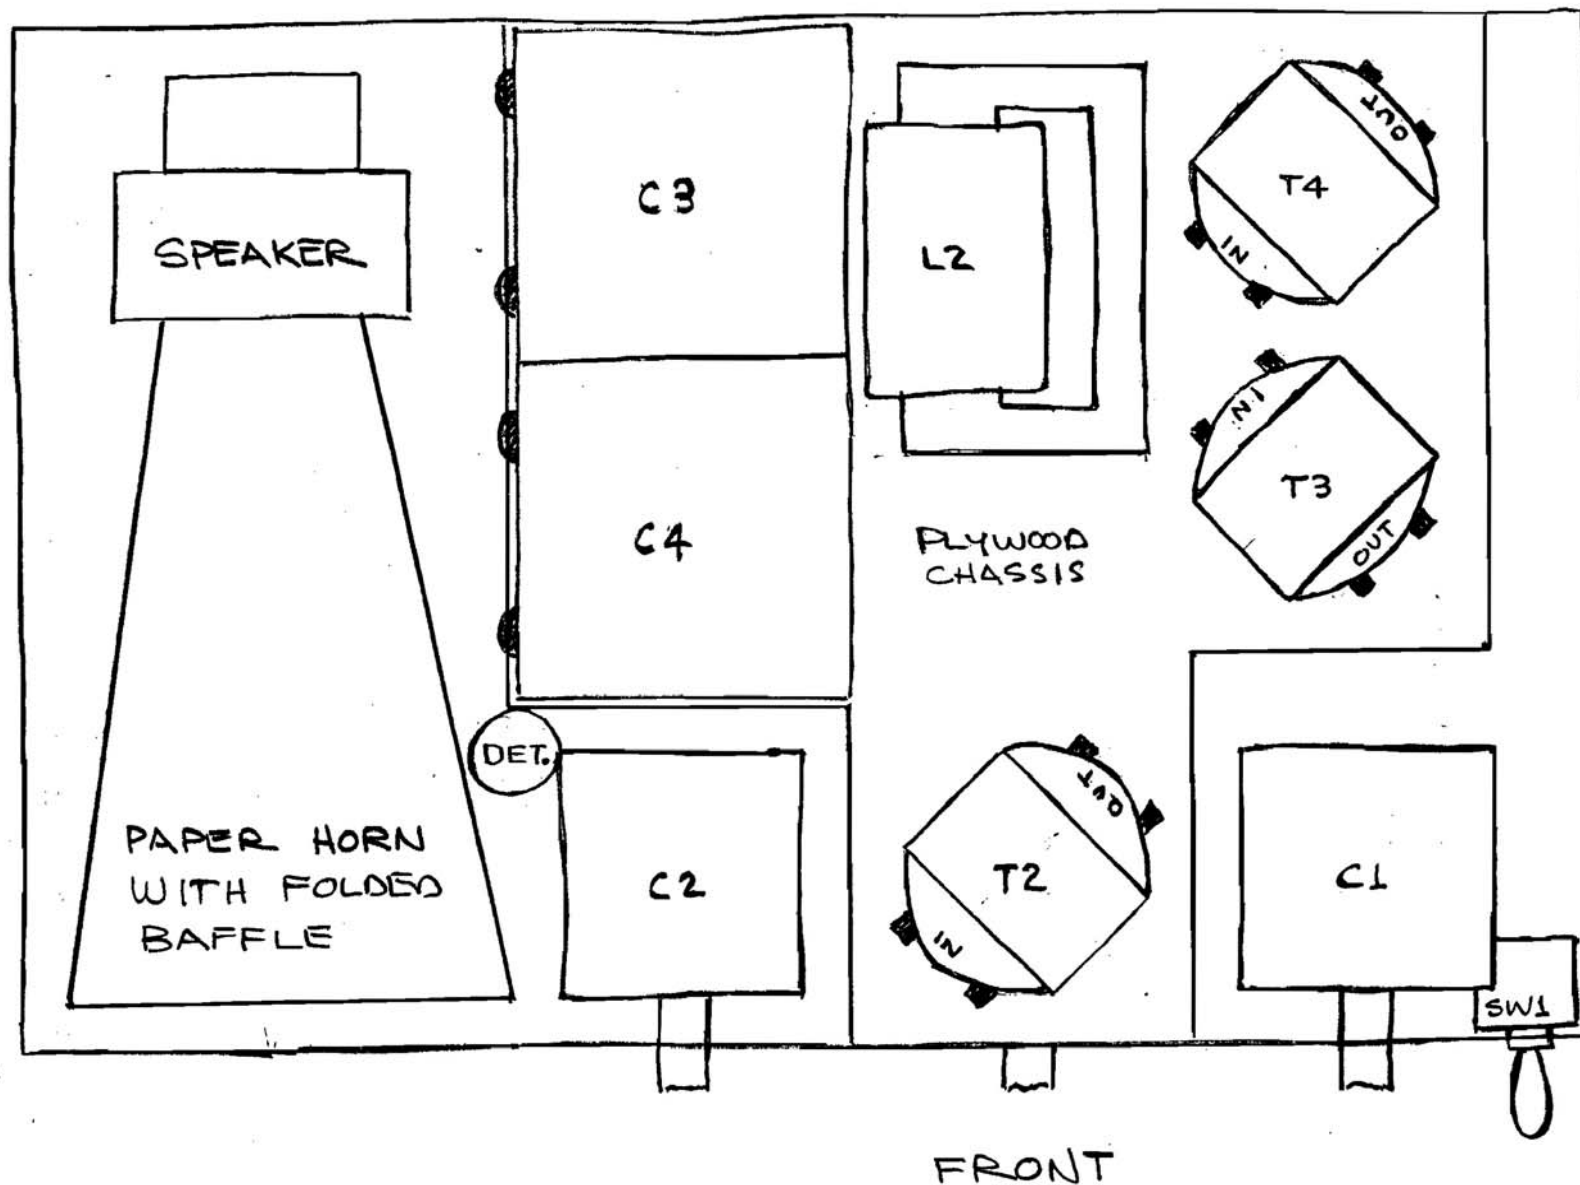 C3
OUT
T4
SPEAKER
L2
IN
IN
T3
C4
PLYWOOD
CHASSIS
OUT
DET.
OUT
PAPER HORN
WITH FOLDED
BAFFLE
C2
T2
C1
IN
SW1
FRONT